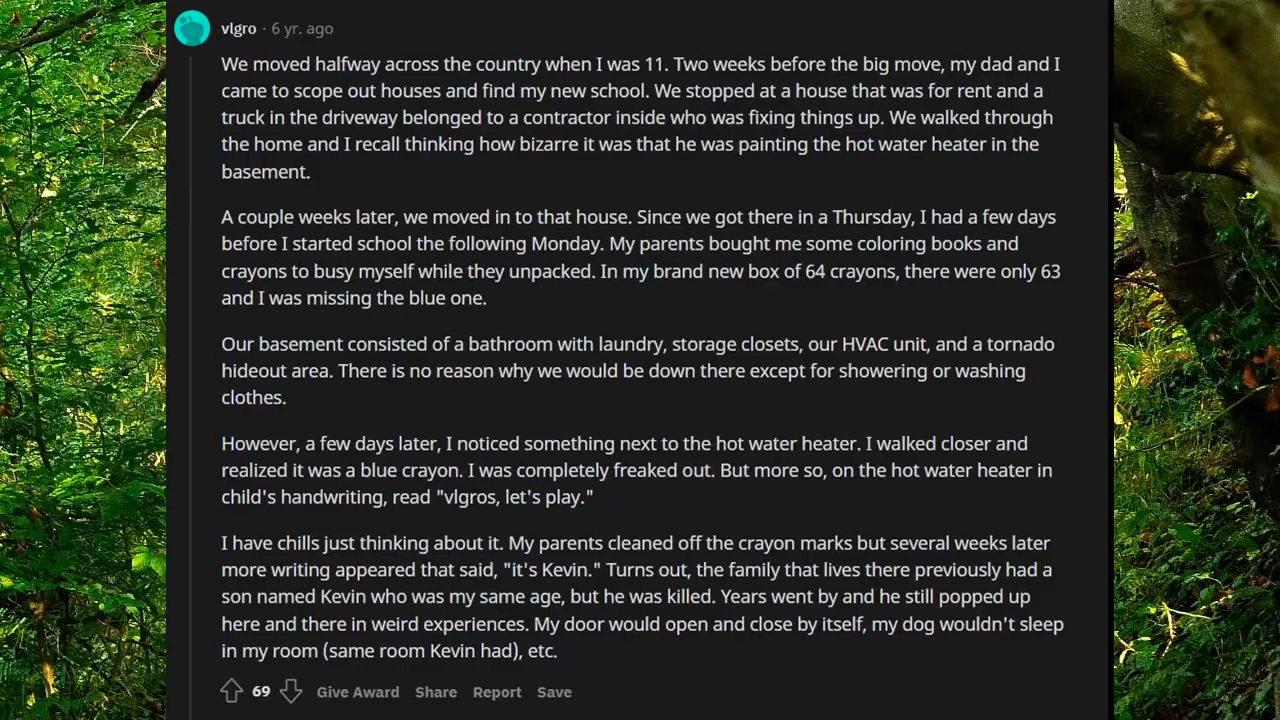 vlgro · 6 yr. ago
We moved halfway across the country when I was 11. Two weeks before the big move, my dad and I
came to scope out houses and find my new school. We stopped at a house that was for rent and a
truck in the driveway belonged to a contractor inside who was fixing things up. We walked through
the home and I recall thinking how bizarre it was that he was painting the hot water heater in the
basement.
A couple weeks later, we moved in to that house. Since we got there in a Thursday, I had a few days
before I started school the following Monday. My parents bought me some coloring books and
crayons to busy myself while they unpacked. In my brand new box of 64 crayons, there were only 63
and I was missing the blue one.
Our basement consisted of a bathroom with laundry, storage closets, our HVAC unit, and a tornado
hideout area. There is no reason why we would be down there except for showering or washing
clothes.
However, a few days later, I noticed something next to the hot water heater. I walked closer and
realized it was a blue crayon. I was completely freaked out. But more so, on the hot water heater in
child's handwriting, read "vlgros, let's play."
I have chills just thinking about it. My parents cleaned off the crayon marks but several weeks later
more writing appeared that said, "it's Kevin." Turns out, the family that lives there previously had a
son named Kevin who was my same age, but he was killed. Years went by and he still popped up
here and there in weird experiences. My door would open and close by itself, my dog wouldn't sleep
in my room (same room Kevin had), etc.
69 Give Award Share Report Save